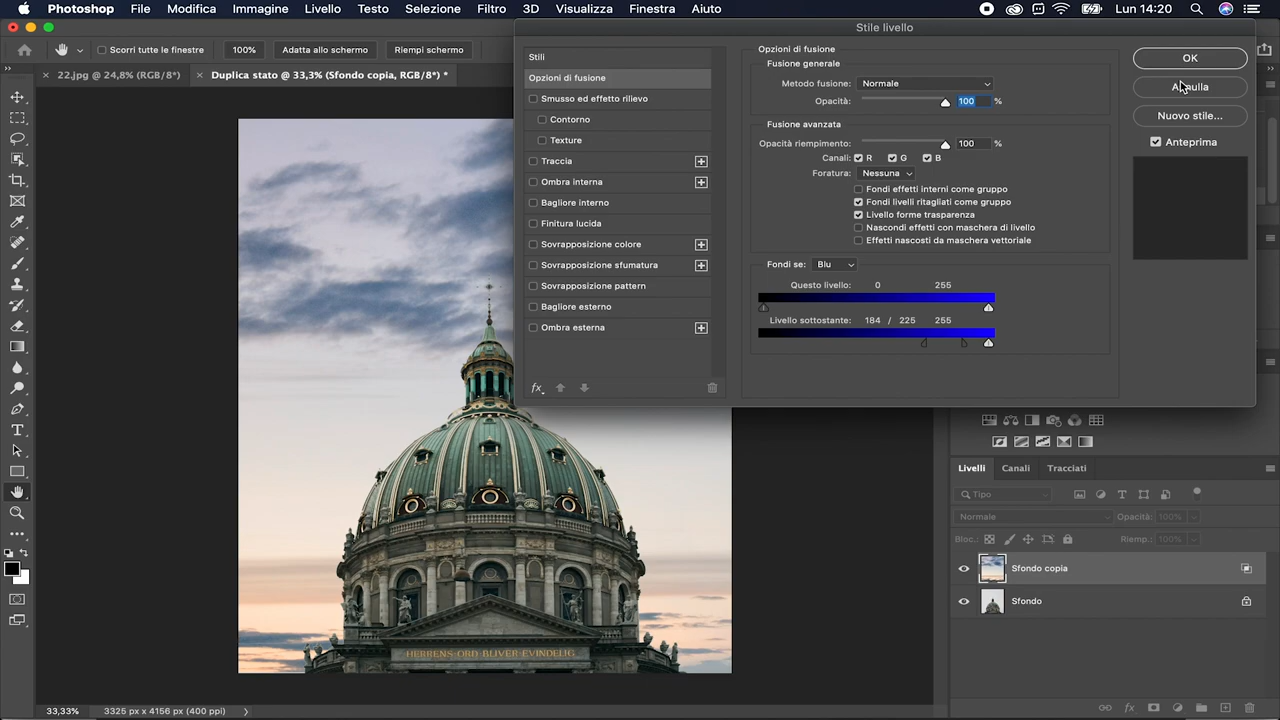 Photoshop File Modifica Immagine Livello Testo Selezione Filtro 3D Visualizza Finestra Aiuto Lun 14:20
Stile livello
Scorri tutte le finestre 100% Adatta allo schermo Riempi schermo
22.jpg @ 24,8% (RGB/8*)
Duplica stato @ 33,3% (Sfondo copia, RGB/8*) *
Stili
Opzioni di fusione
Smusso ed effetto rilievo
Contorno
Texture
Traccia
Ombra interna
Bagliore interno
Finitura lucida
Sovrapposizione colore
Sovrapposizione sfumatura
Sovrapposizione pattern
Bagliore esterno
Ombra esterna
fx
Opzioni di fusione
Fusione generale
Metodo fusione: Normale
Opacità: 100 %
Fusione avanzata
Opacità riempimento: 100 %
Canali: R G B
Foratura: Nessuna
Fondi effetti interni come gruppo
Fondi livelli ritagliati come gruppo
Livello forme trasparenza
Nascondi effetti con maschera di livello
Effetti nascosti da maschera vettoriale
Fondi se: Blu
Questo livello: 0 255
Livello sottostante: 184 / 225 255
OK
Annulla
Nuovo stile...
Anteprima
HERRENS·ORD·BLIVER·EVINDELIG
Livelli Canali Tracciati
Tipo
Normale Opacità: 100%
Bloc.: Riemp.: 100%
Sfondo copia
Sfondo
fx
33,33% 3325 px x 4156 px (400 ppi)